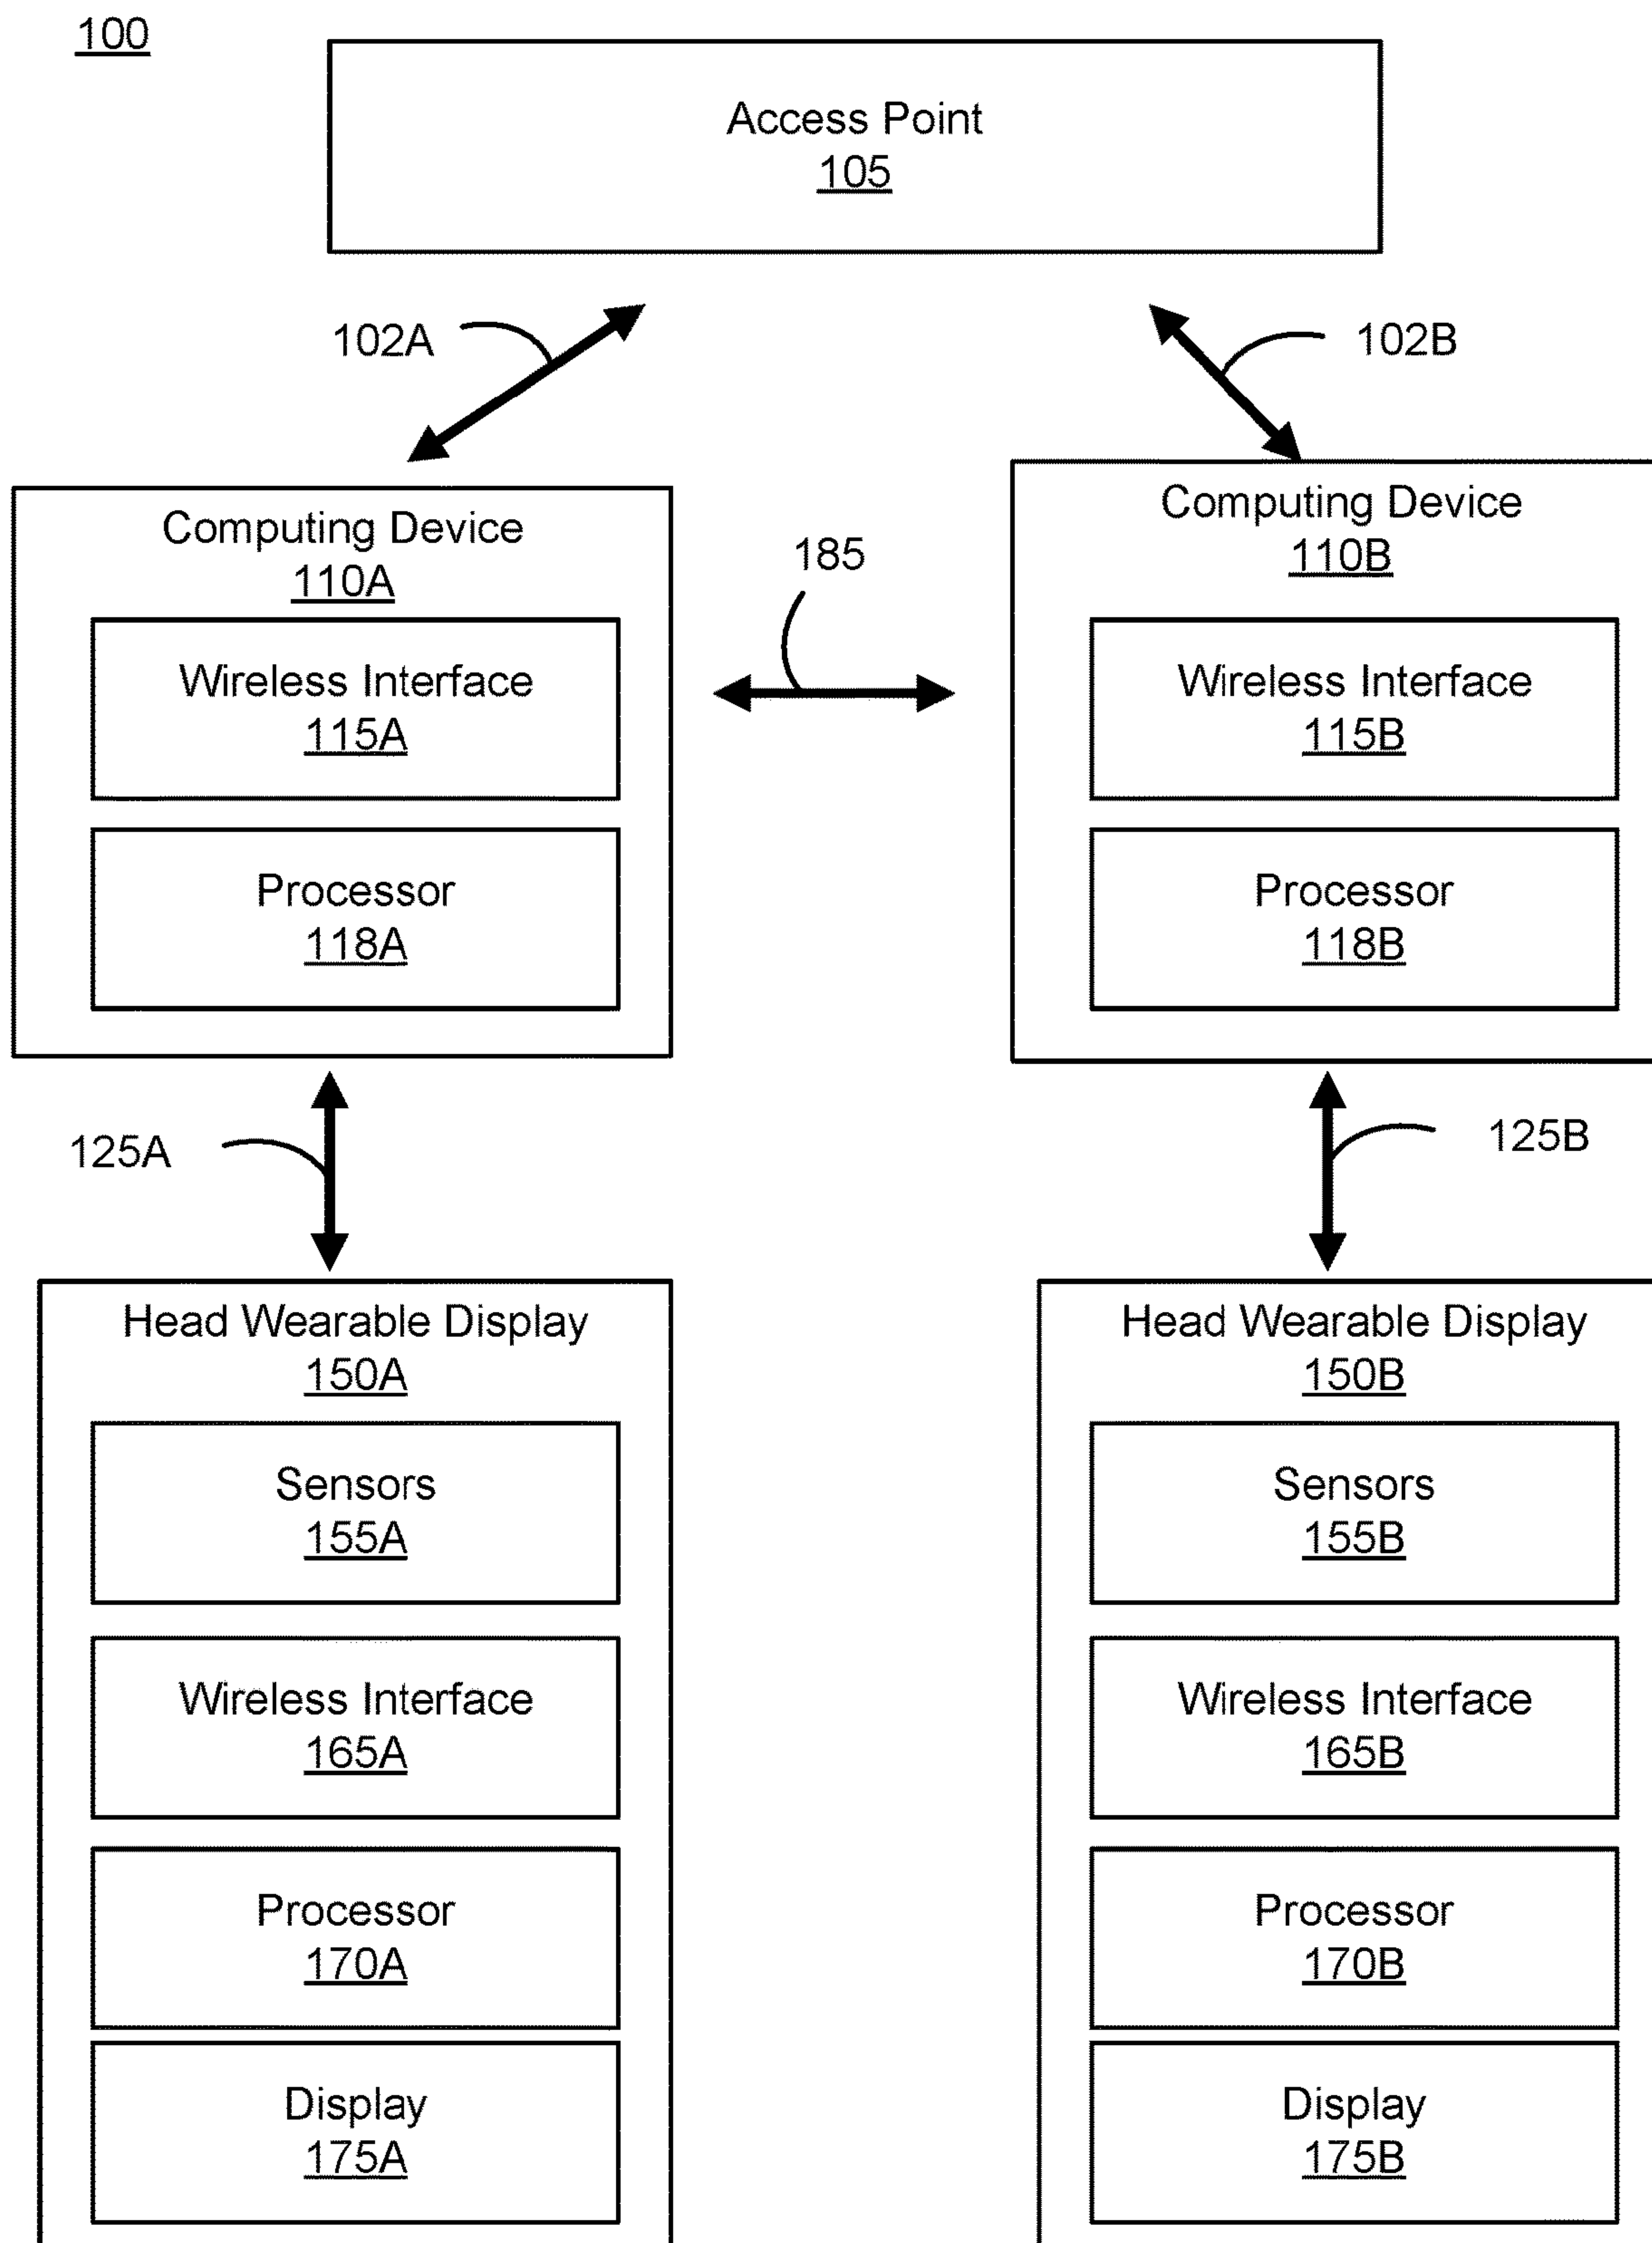 100
Access Point
105
102A
102B
Computing Device
110A
Wireless Interface
115A
Processor
118A
185
Computing Device
110B
Wireless Interface
115B
Processor
118B
125A
125B
Head Wearable Display
150A
Sensors
155A
Wireless Interface
165A
Processor
170A
Display
175A
Head Wearable Display
150B
Sensors
155B
Wireless Interface
165B
Processor
170B
Display
175B